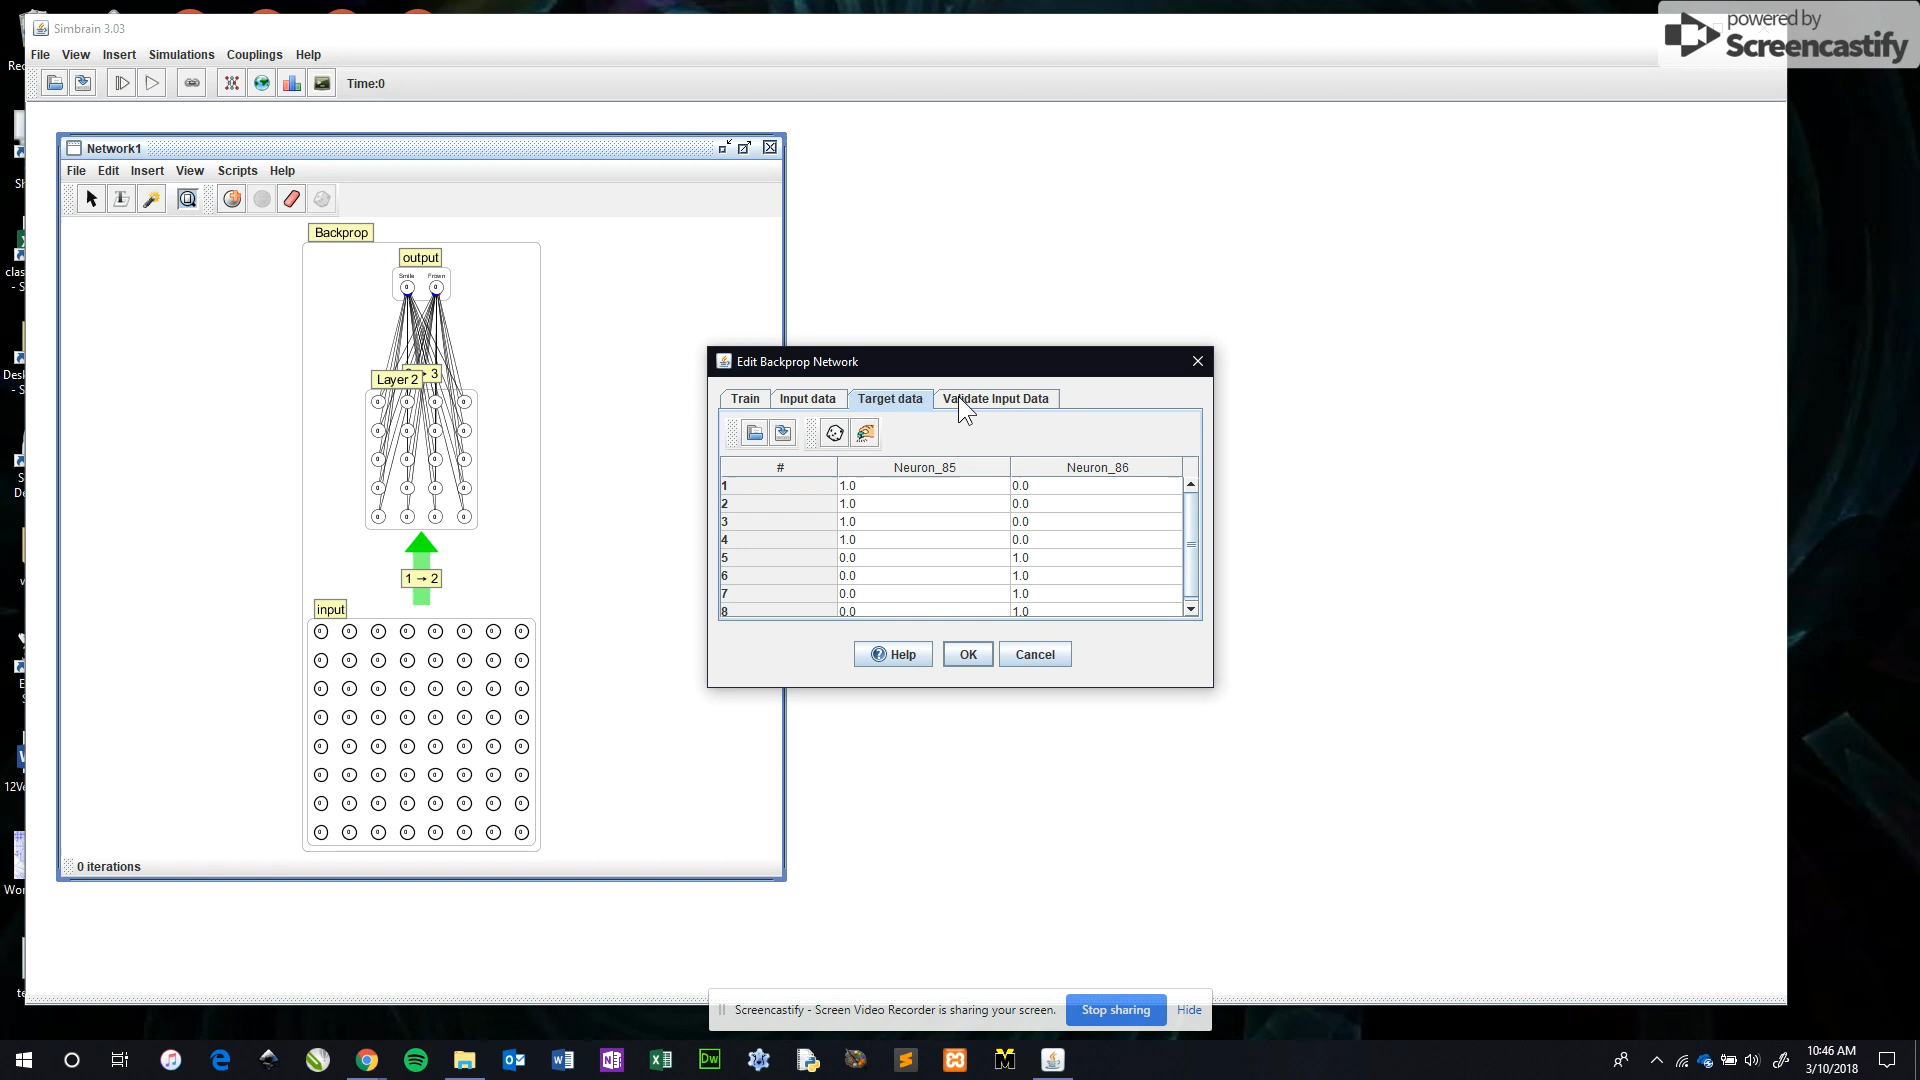 Simbrain 3.03
powered by
Screencastify
File View Insert Simulations Couplings Help
Time:0
Network1
File Edit Insert View Scripts Help
Backprop
output
Smile Frown
Layer 2
3
1 → 2
input
0 iterations
Edit Backprop Network
Train Input data Target data Validate Input Data
# Neuron_85 Neuron_86
1 1.0 0.0
2 1.0 0.0
3 1.0 0.0
4 1.0 0.0
5 0.0 1.0
6 0.0 1.0
7 0.0 1.0
8 0.0 1.0
Help OK Cancel
Screencastify - Screen Video Recorder is sharing your screen. Stop sharing Hide
10:46 AM
3/10/2018